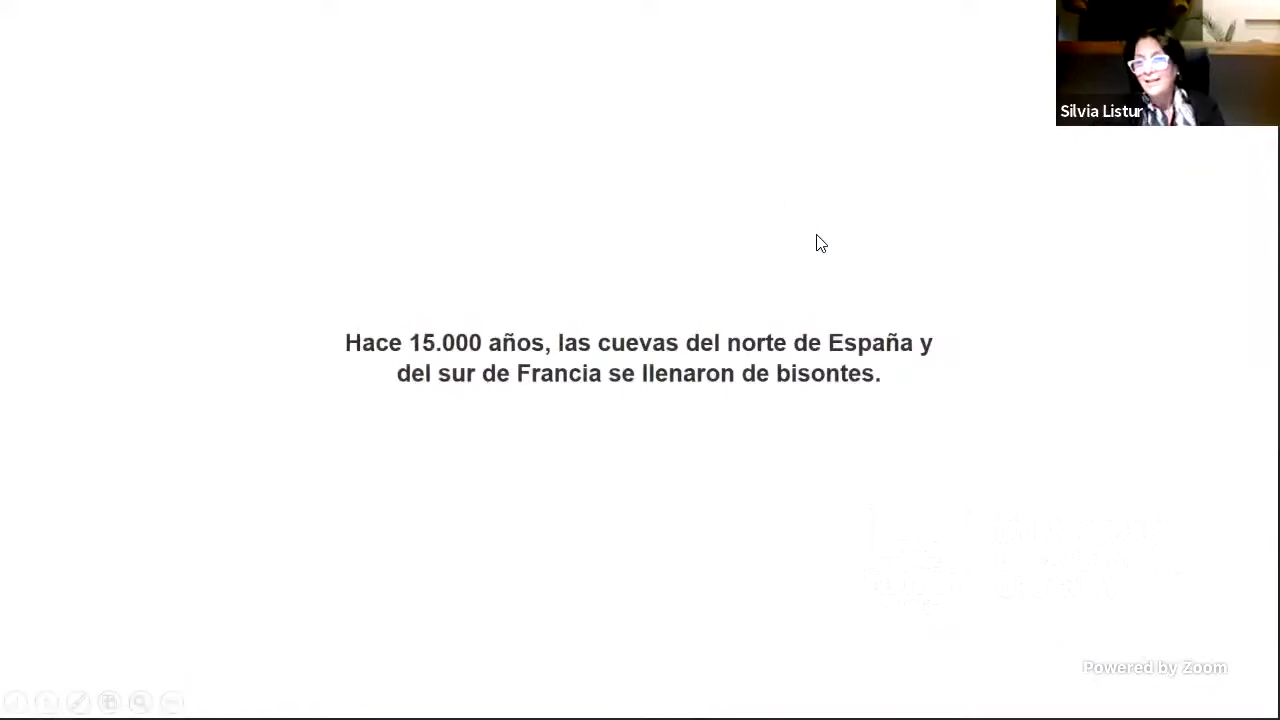 Silvia Listur
Hace 15.000 años, las cuevas del norte de España y
del sur de Francia se llenaron de bisontes.
Powered by Zoom